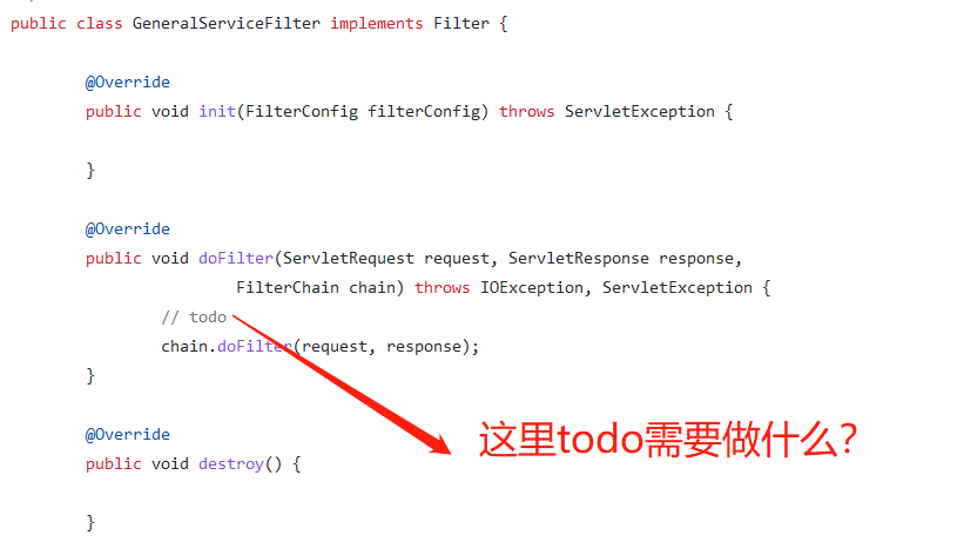 public class GeneralServiceFilter implements Filter {
@Override
public void init(FilterConfig filterConfig) throws ServletException {
}
@Override
public void doFilter(ServletRequest request, ServletResponse response,
FilterChain chain) throws IOException, ServletException {
// todo
chain.doFilter(request, response);
}
这里todo需要做什么?
@Override
public void destroy() {
}